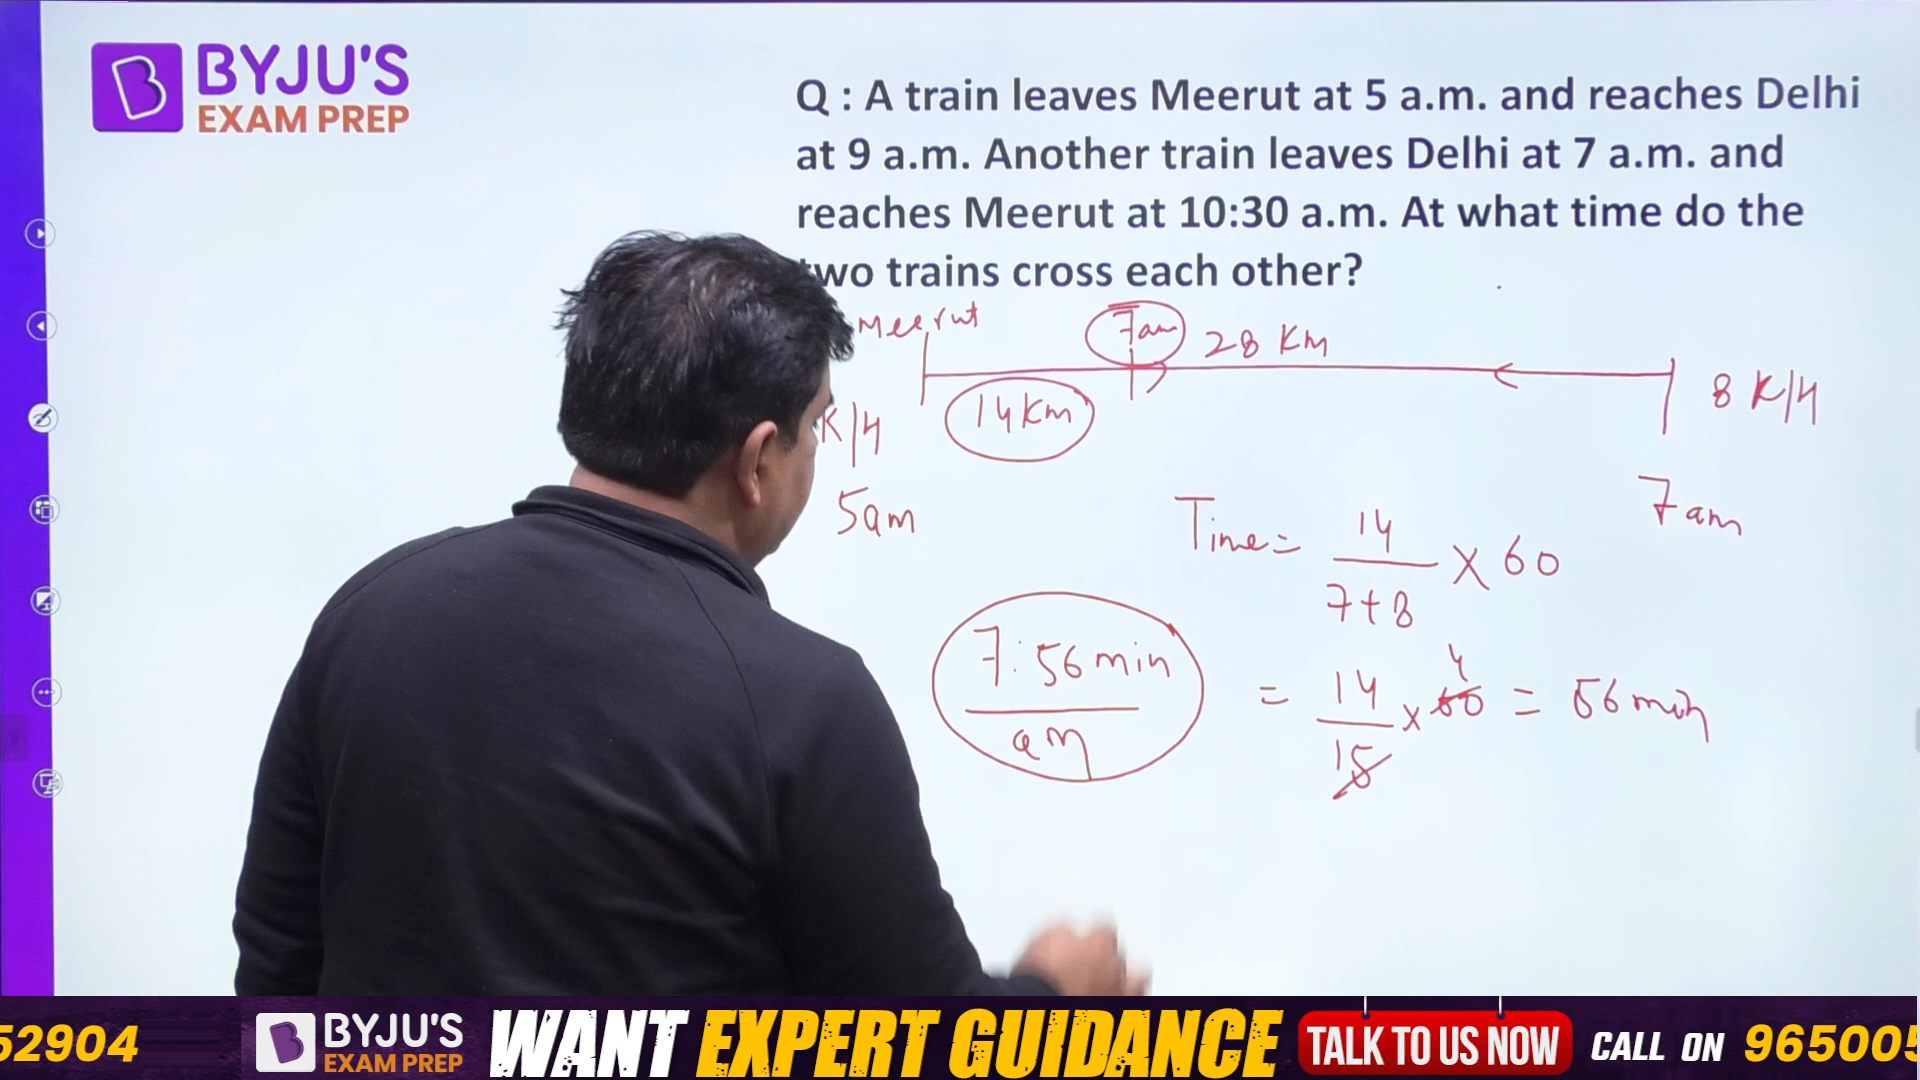 BYJU'S
EXAM PREP
Q : A train leaves Meerut at 5 a.m. and reaches Delhi
at 9 a.m. Another train leaves Delhi at 7 a.m. and
reaches Meerut at 10:30 a.m. At what time do the
two trains cross each other?
Meerut
7am
28 Km
14 Km
K/H
8 K/H
5am
7am
Time = 14/7+8 × 60
= 14/15 × 60 4 = 56 min
7:56 min
am
52904
BYJU'S
EXAM PREP
WANT EXPERT GUIDANCE
TALK TO US NOW
CALL ON 965005